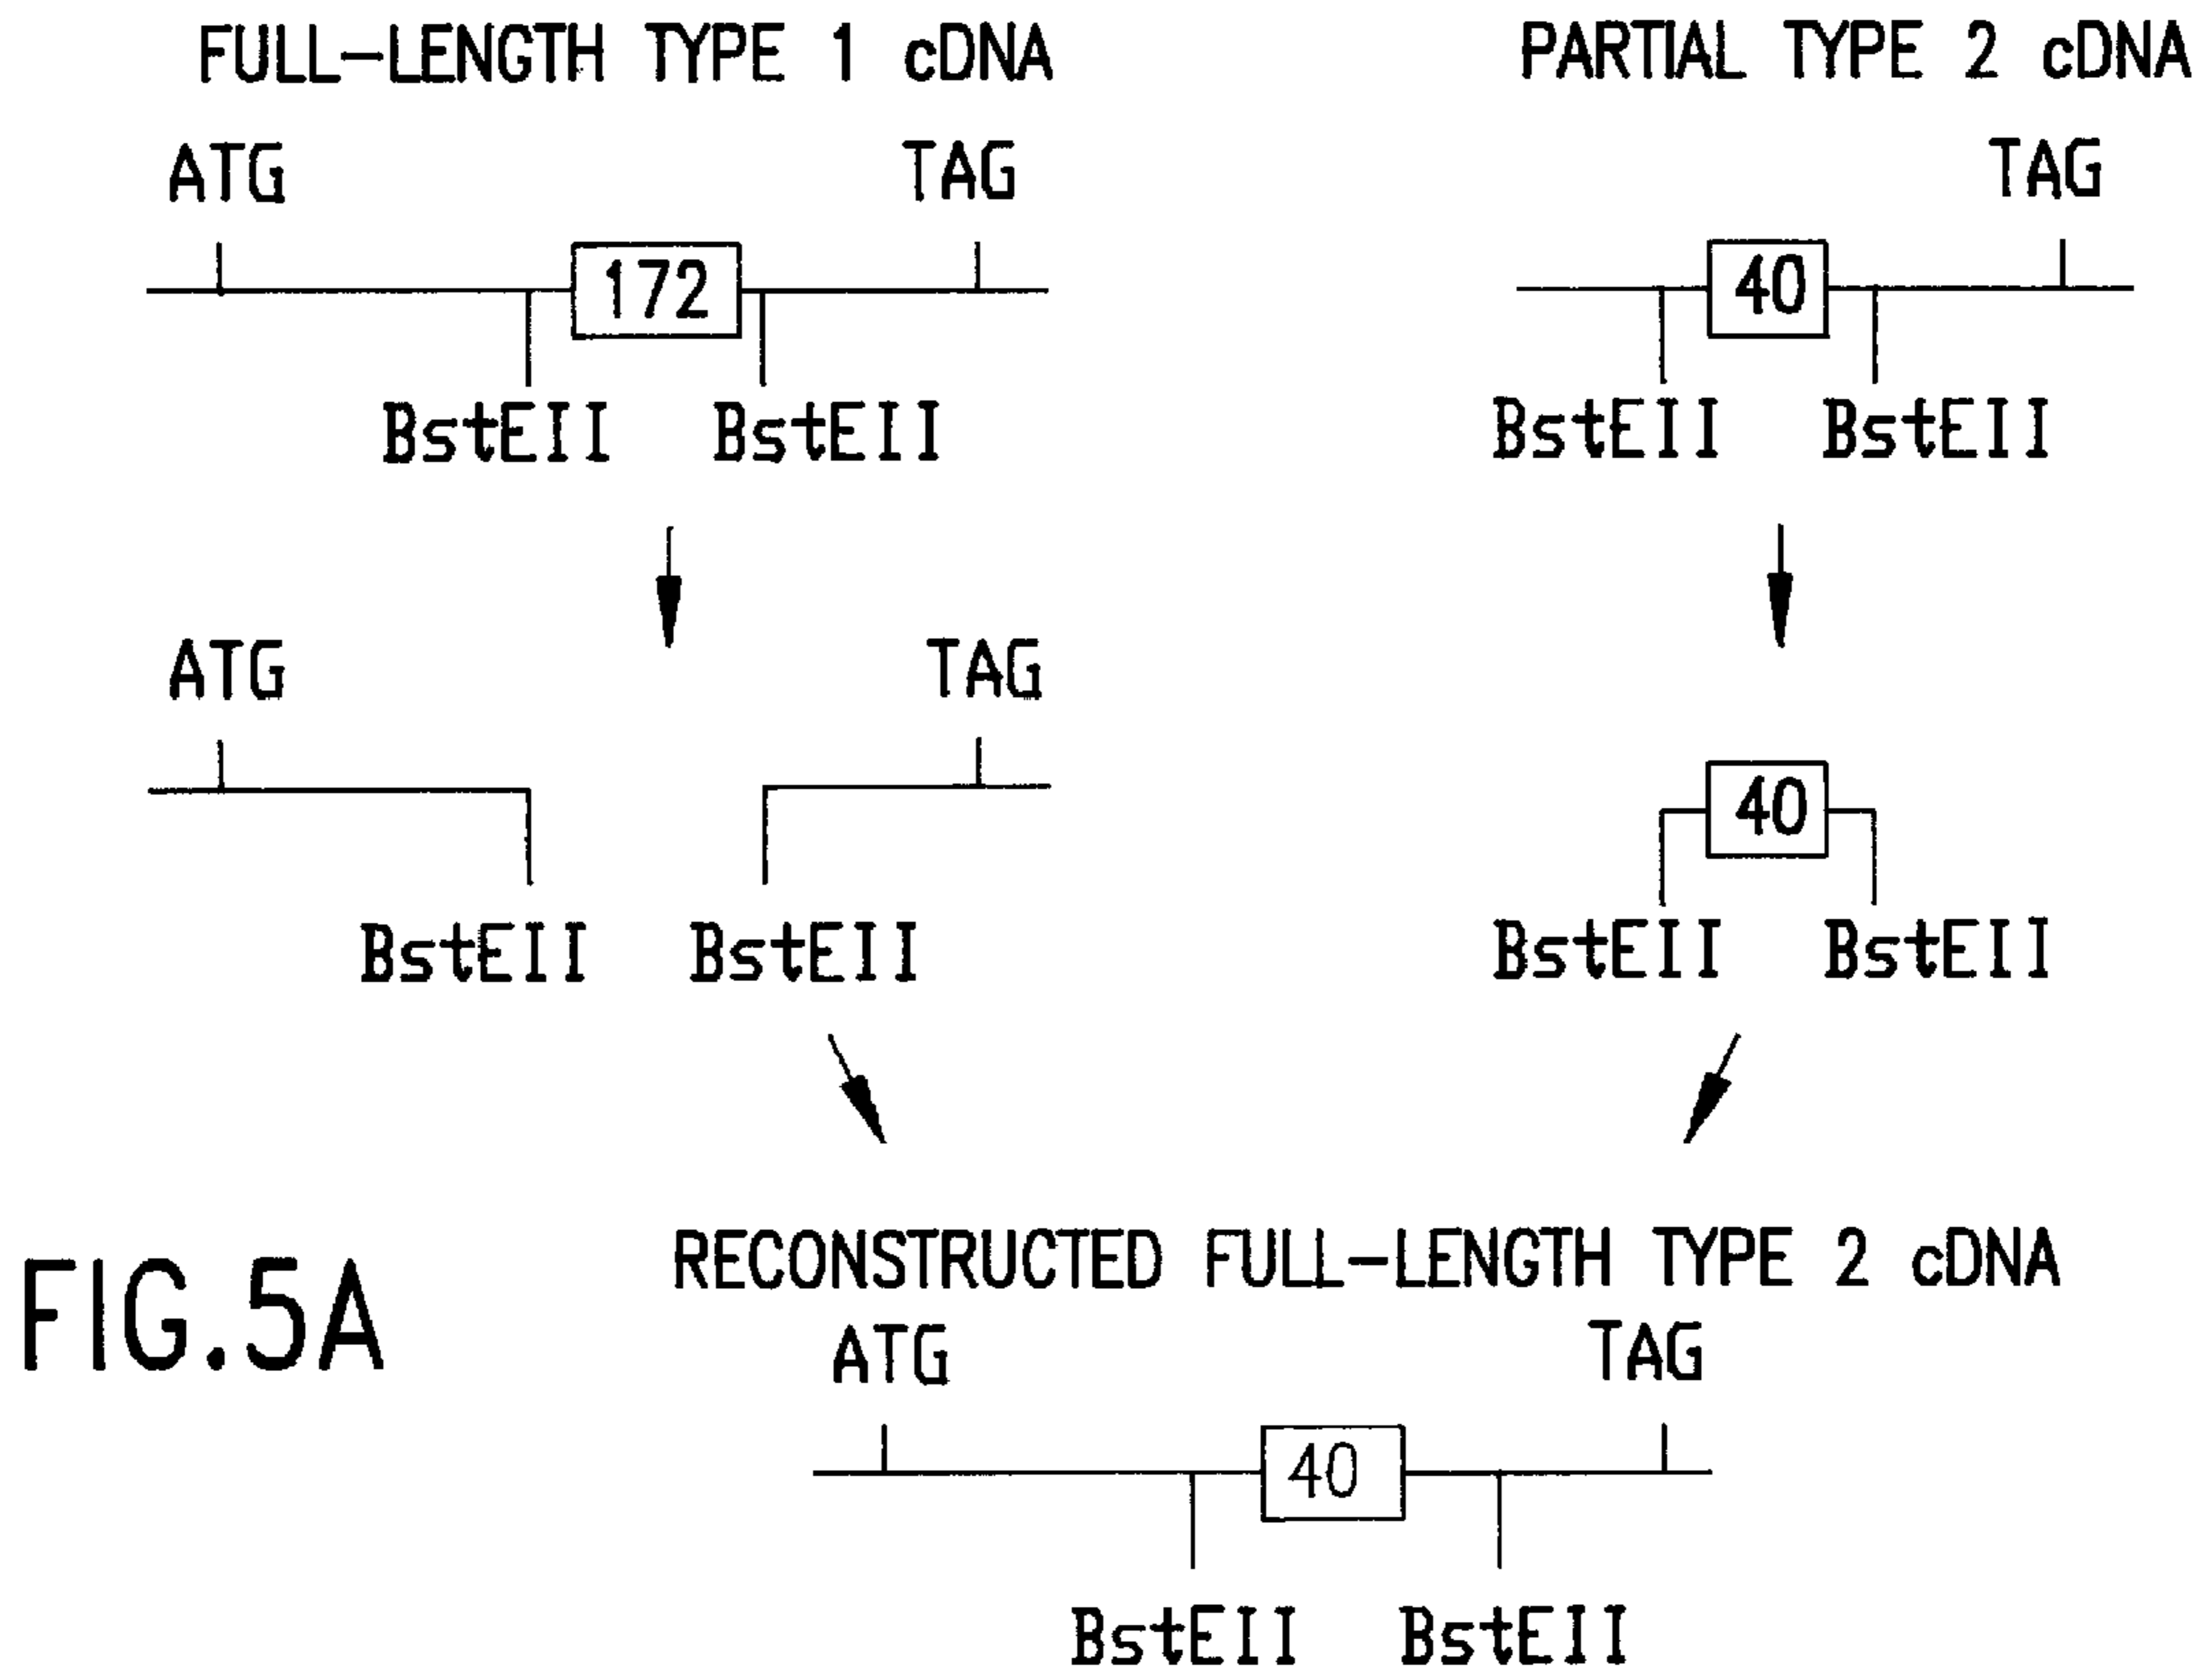 FULL-LENGTH TYPE 1 cDNA
PARTIAL TYPE 2 cDNA
ATG
TAG
TAG
172
40
BstEII
BstEII
BstEII
BstEII
ATG
TAG
40
BstEII
BstEII
BstEII
BstEII
RECONSTRUCTED FULL-LENGTH TYPE 2 cDNA
FIG.5A
ATG
TAG
40
BstEII
BstEII